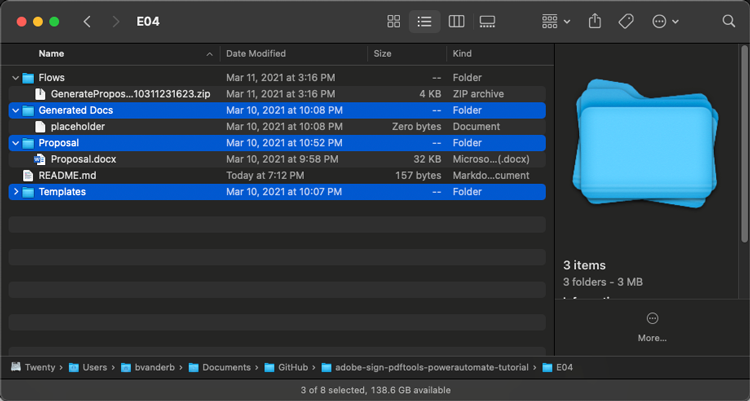 E04
Name Date Modified Size Kind
Flows Mar 11, 2021 at 3:16 PM -- Folder
GeneratePropos...10311231623.zip Mar 11, 2021 at 3:16 PM 4 KB ZIP archive
Generated Docs Mar 10, 2021 at 10:08 PM -- Folder
placeholder Mar 10, 2021 at 10:08 PM Zero bytes Document
Proposal Mar 10, 2021 at 10:52 PM -- Folder
Proposal.docx Mar 10, 2021 at 9:58 PM 32 KB Microso...(.docx)
README.md Today at 7:12 PM 157 bytes Markdo...cument
Templates Mar 10, 2021 at 10:07 PM -- Folder
3 items
3 folders - 3 MB
More...
Twenty › Users › bvanderb › Documents › GitHub › adobe-sign-pdftools-powerautomate-tutorial › E04
3 of 8 selected, 138.6 GB available